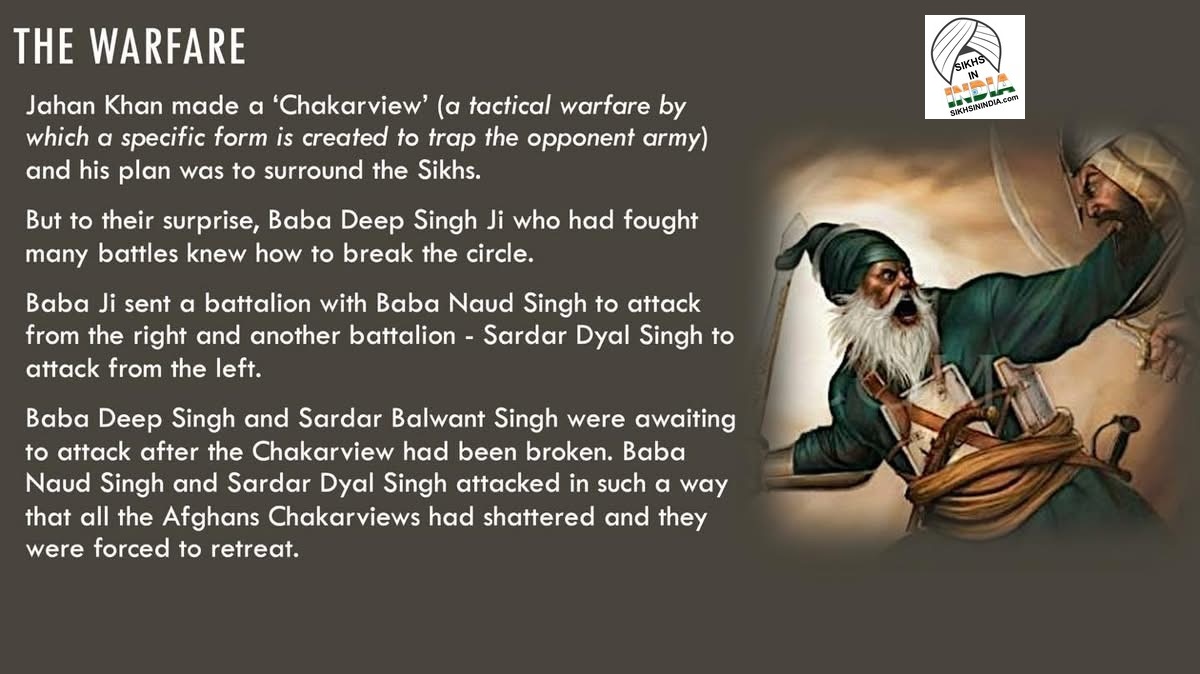 THE WARFARE
Jahan Khan made a ‘Chakarview’ (a tactical warfare by
which a specific form is created to trap the opponent army)
and his plan was to surround the Sikhs.
But to their surprise, Baba Deep Singh Ji who had fought
many battles knew how to break the circle.
Baba Ji sent a battalion with Baba Naud Singh to attack
from the right and another battalion - Sardar Dyal Singh to
attack from the left.
Baba Deep Singh and Sardar Balwant Singh were awaiting
to attack after the Chakarview had been broken. Baba
Naud Singh and Sardar Dyal Singh attacked in such a way
that all the Afghans Chakarviews had shattered and they
were forced to retreat.
SIKHS
IN
INDIA
SIKHSININDIA.com